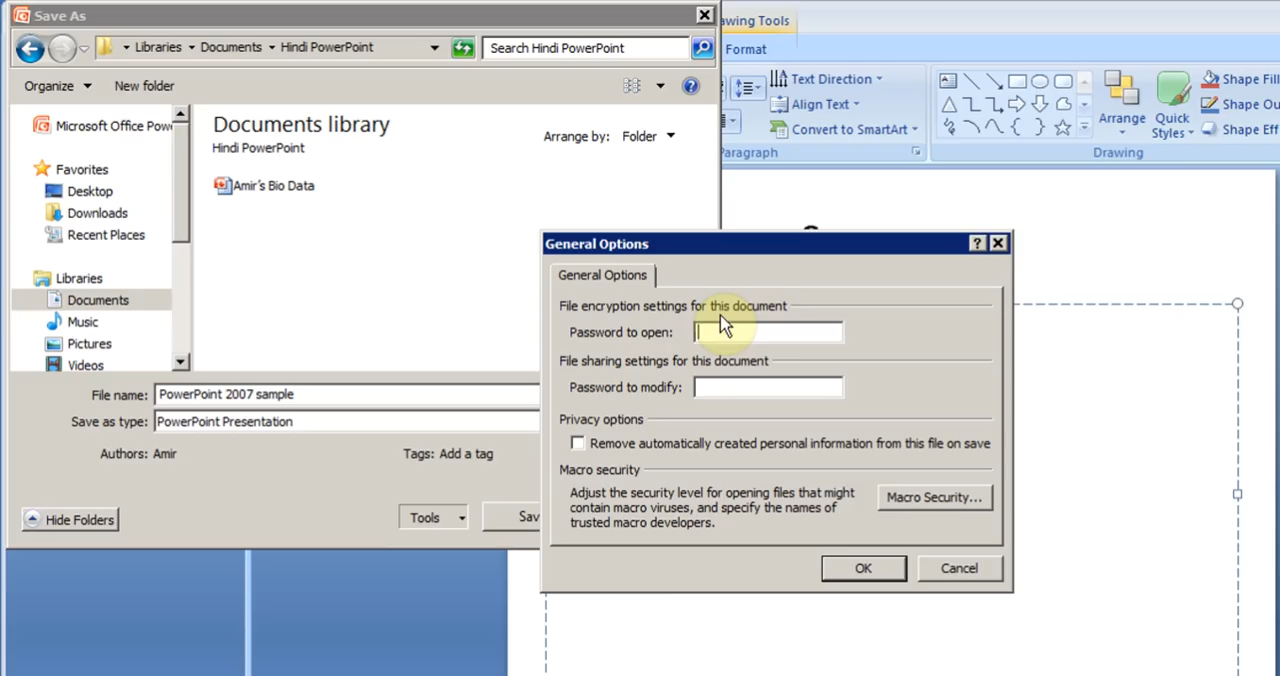 Save As
Libraries Documents Hindi PowerPoint
Search Hindi PowerPoint
Organize New folder
Microsoft Office Pow
Favorites
Desktop
Downloads
Recent Places
Libraries
Documents
Music
Pictures
Videos
Documents library
Hindi PowerPoint
Arrange by: Folder
Amir's Bio Data
File name: PowerPoint 2007 sample
Save as type: PowerPoint Presentation
Authors: Amir
Tags: Add a tag
Hide Folders
Tools
Sav
awing Tools
Format
Text Direction
Align Text
Convert to SmartArt
Paragraph
Arrange
Quick
Styles
Shape Fill
Shape Ou
Shape Eff
Drawing
General Options
General Options
File encryption settings for this document
Password to open:
File sharing settings for this document
Password to modify:
Privacy options
Remove automatically created personal information from this file on save
Macro security
Adjust the security level for opening files that might
contain macro viruses, and specify the names of
trusted macro developers.
Macro Security...
OK
Cancel